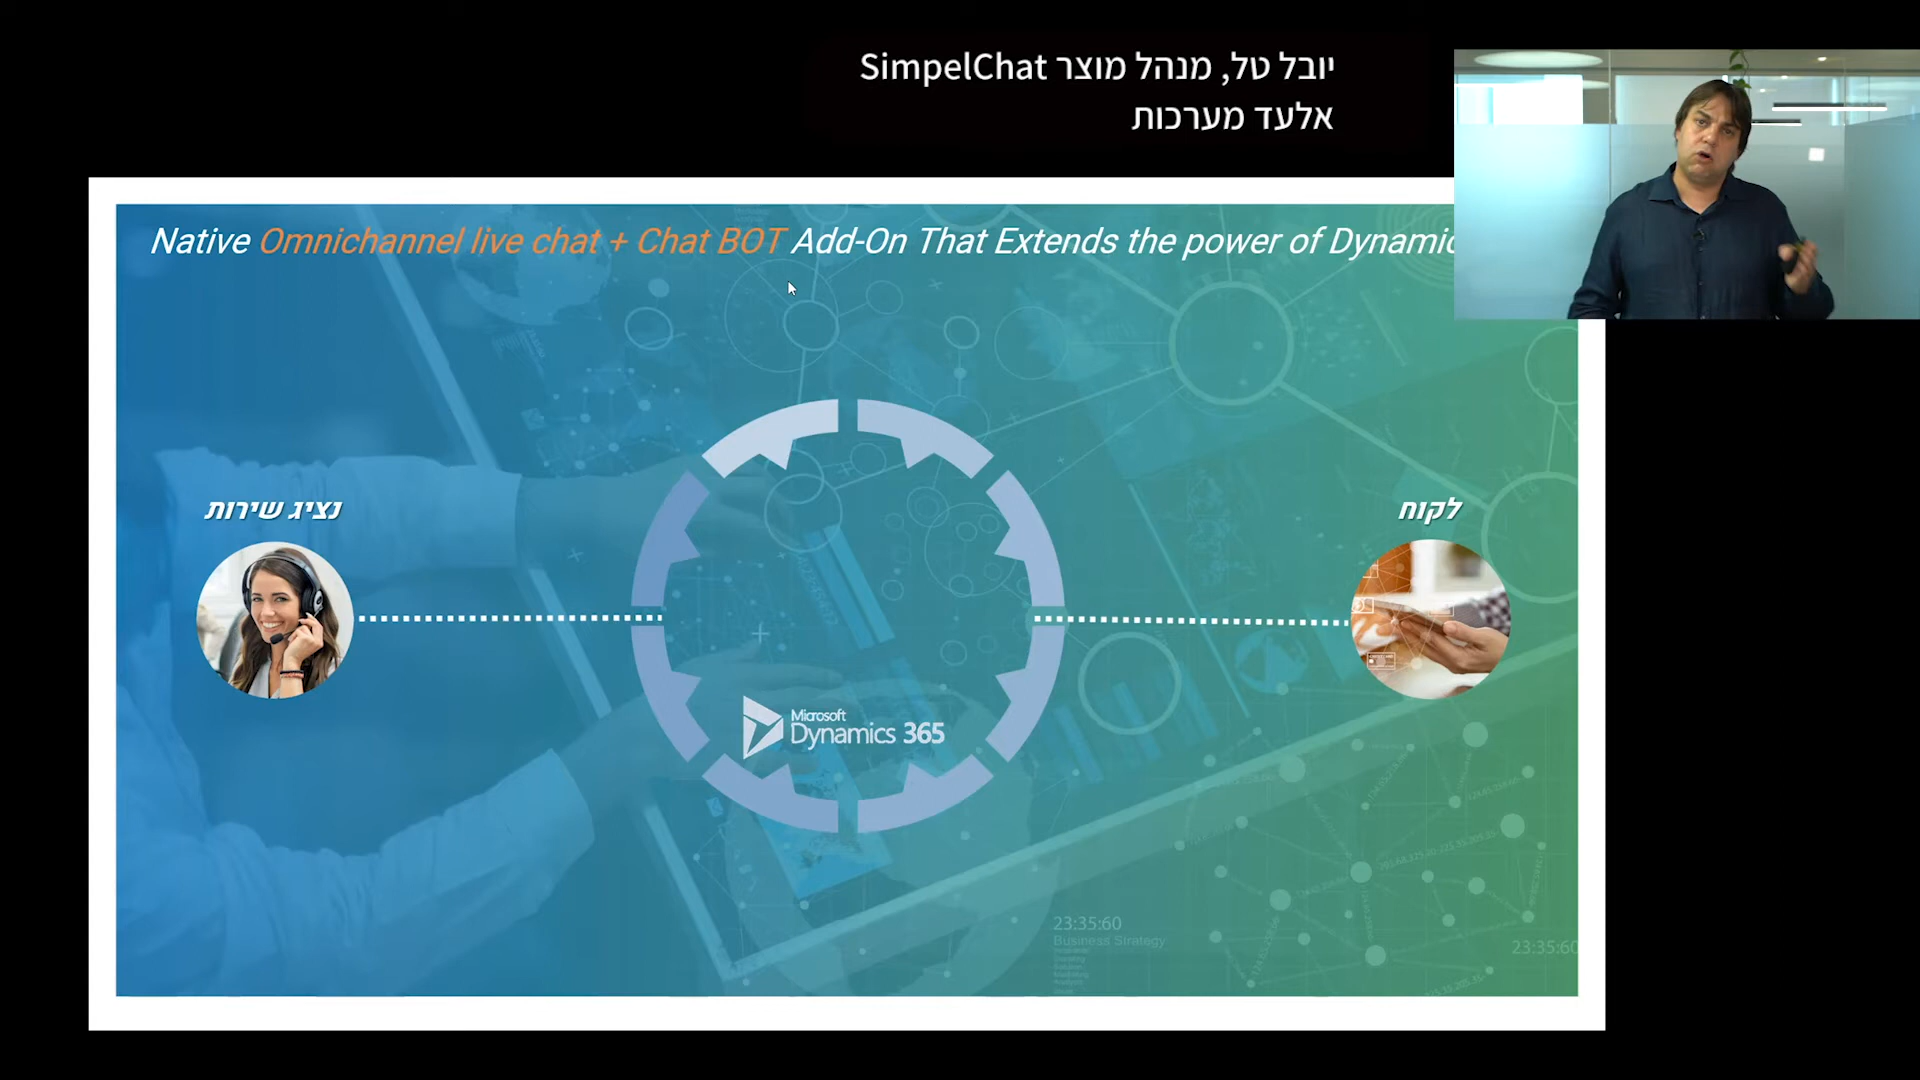 יובל טל, מנהל מוצר SimpelChat
אלעד מערכות
Native Omnichannel live chat + Chat BOT Add-On That Extends the power of Dynamic
נציג שירות
לקוח
Microsoft
Dynamics 365
23:35:60
Business Strategy
23:35:60